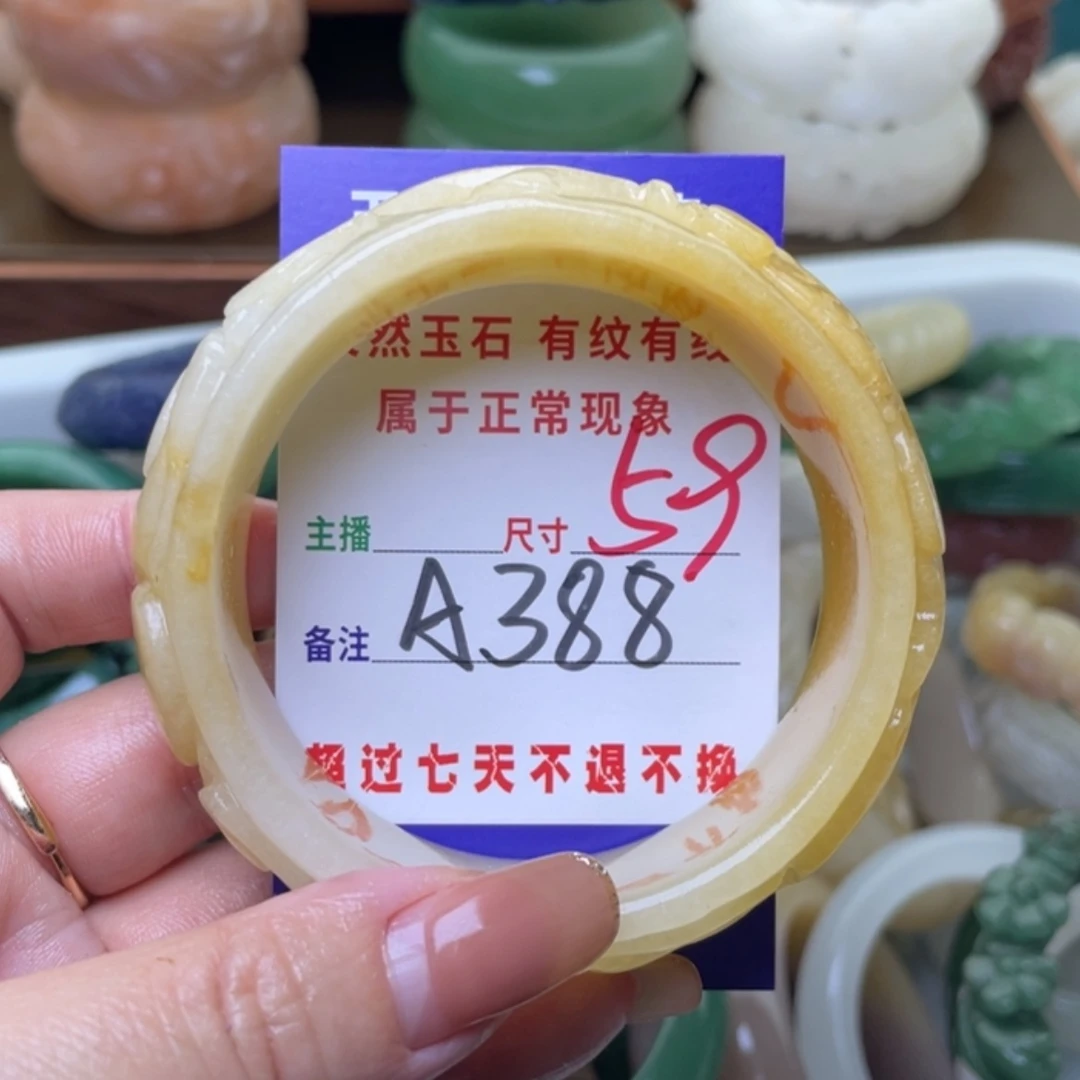 然玉石 有纹有纹
属于正常现象
主播 尺寸 59
备注 A388
超过七天不退不换